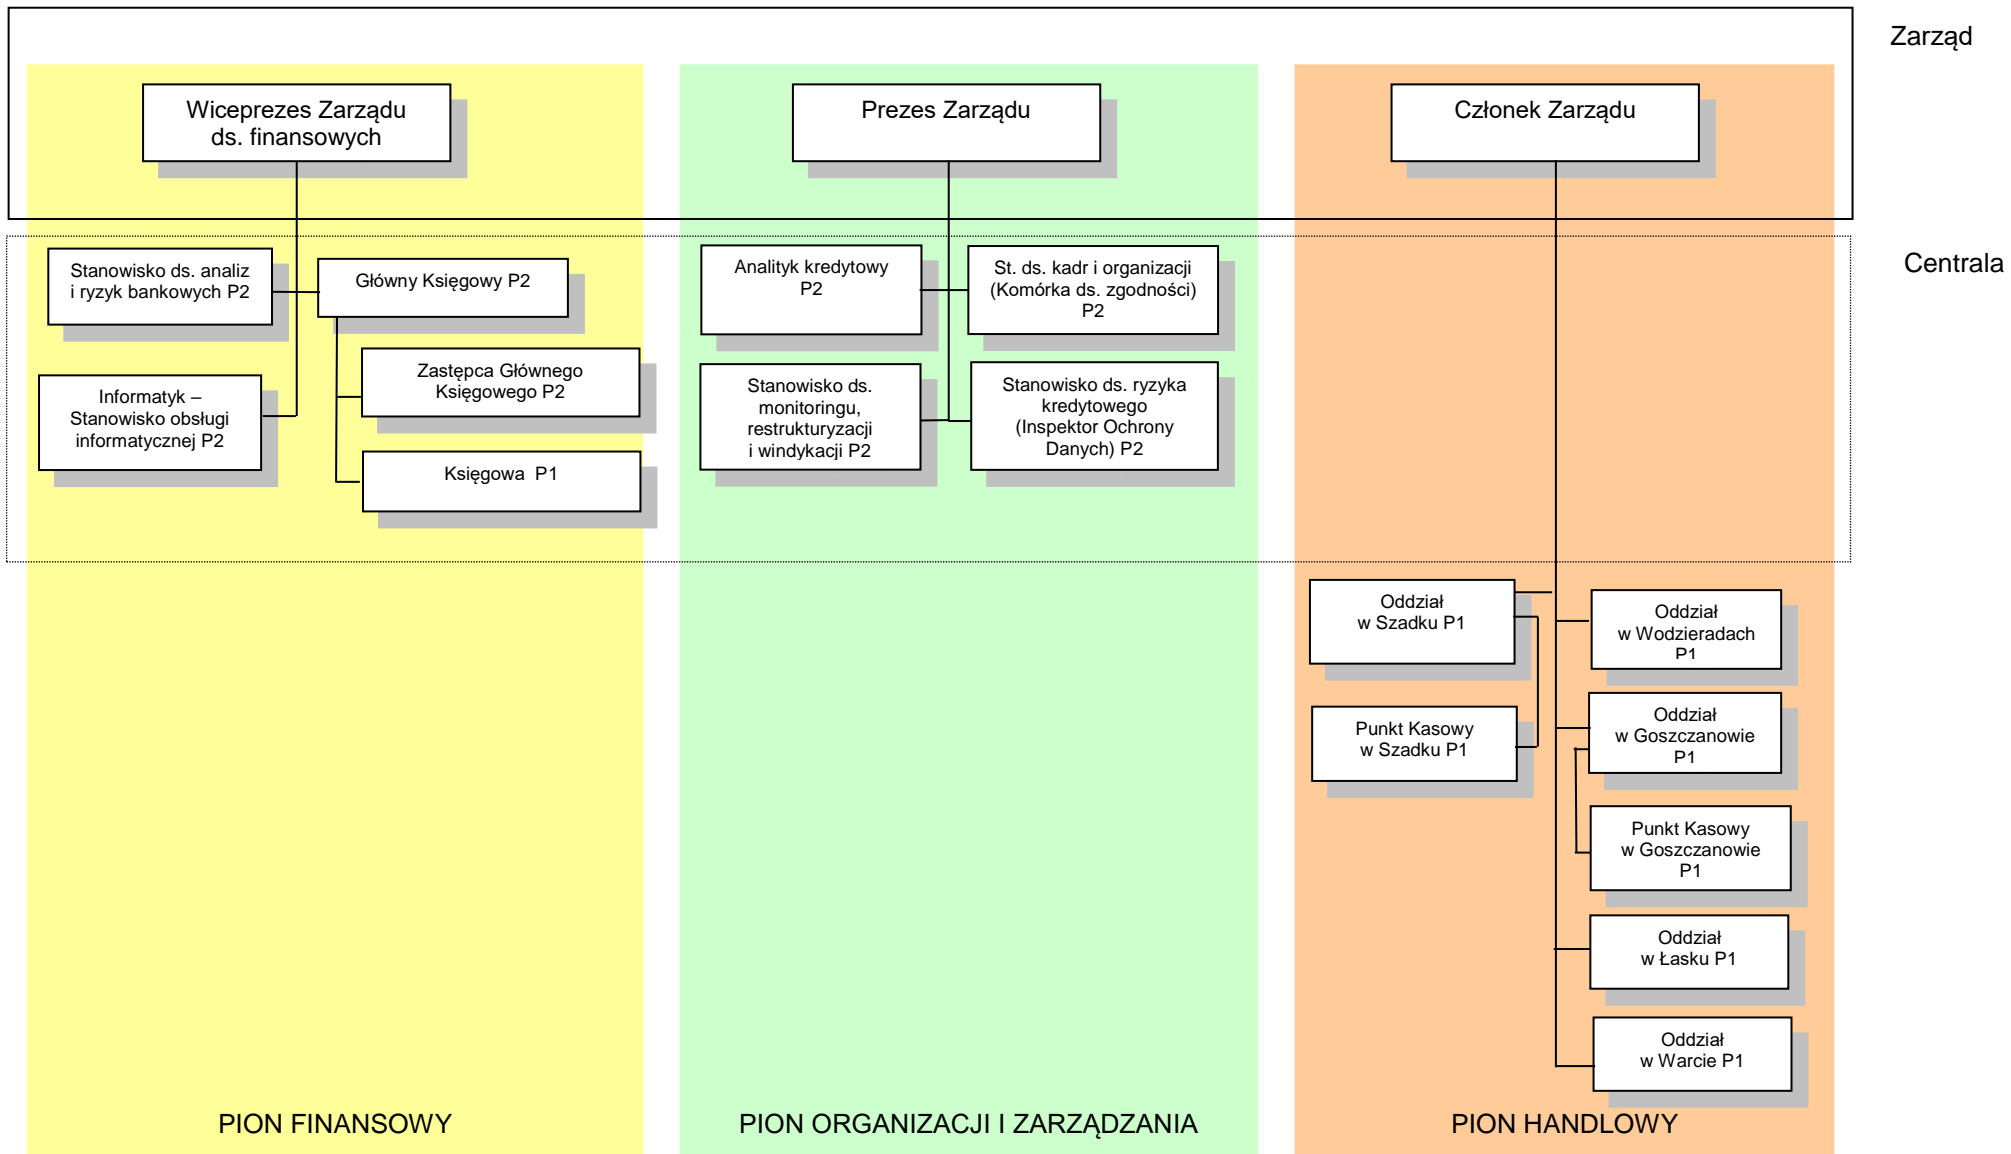 Zarząd
Wiceprezes Zarządu
ds. finansowych
Prezes Zarządu
Członek Zarządu
Centrala
Stanowisko ds. analiz
i ryzyk bankowych P2
Główny Księgowy P2
Zastępca Głównego
Księgowego P2
Informatyk –
Stanowisko obsługi
informatycznej P2
Księgowa  P1
Analityk kredytowy
P2
St. ds. kadr i organizacji
(Komórka ds. zgodności)
P2
Stanowisko ds.
monitoringu,
restrukturyzacji
i windykacji P2
Stanowisko ds. ryzyka
kredytowego
(Inspektor Ochrony
Danych) P2
Oddział
w Szadku P1
Punkt Kasowy
w Szadku P1
Oddział
w Wodzieradach
P1
Oddział
w Goszczanowie
P1
Punkt Kasowy
w Goszczanowie
P1
Oddział
w Łasku P1
Oddział
w Warcie P1
PION FINANSOWY
PION ORGANIZACJI I ZARZĄDZANIA
PION HANDLOWY